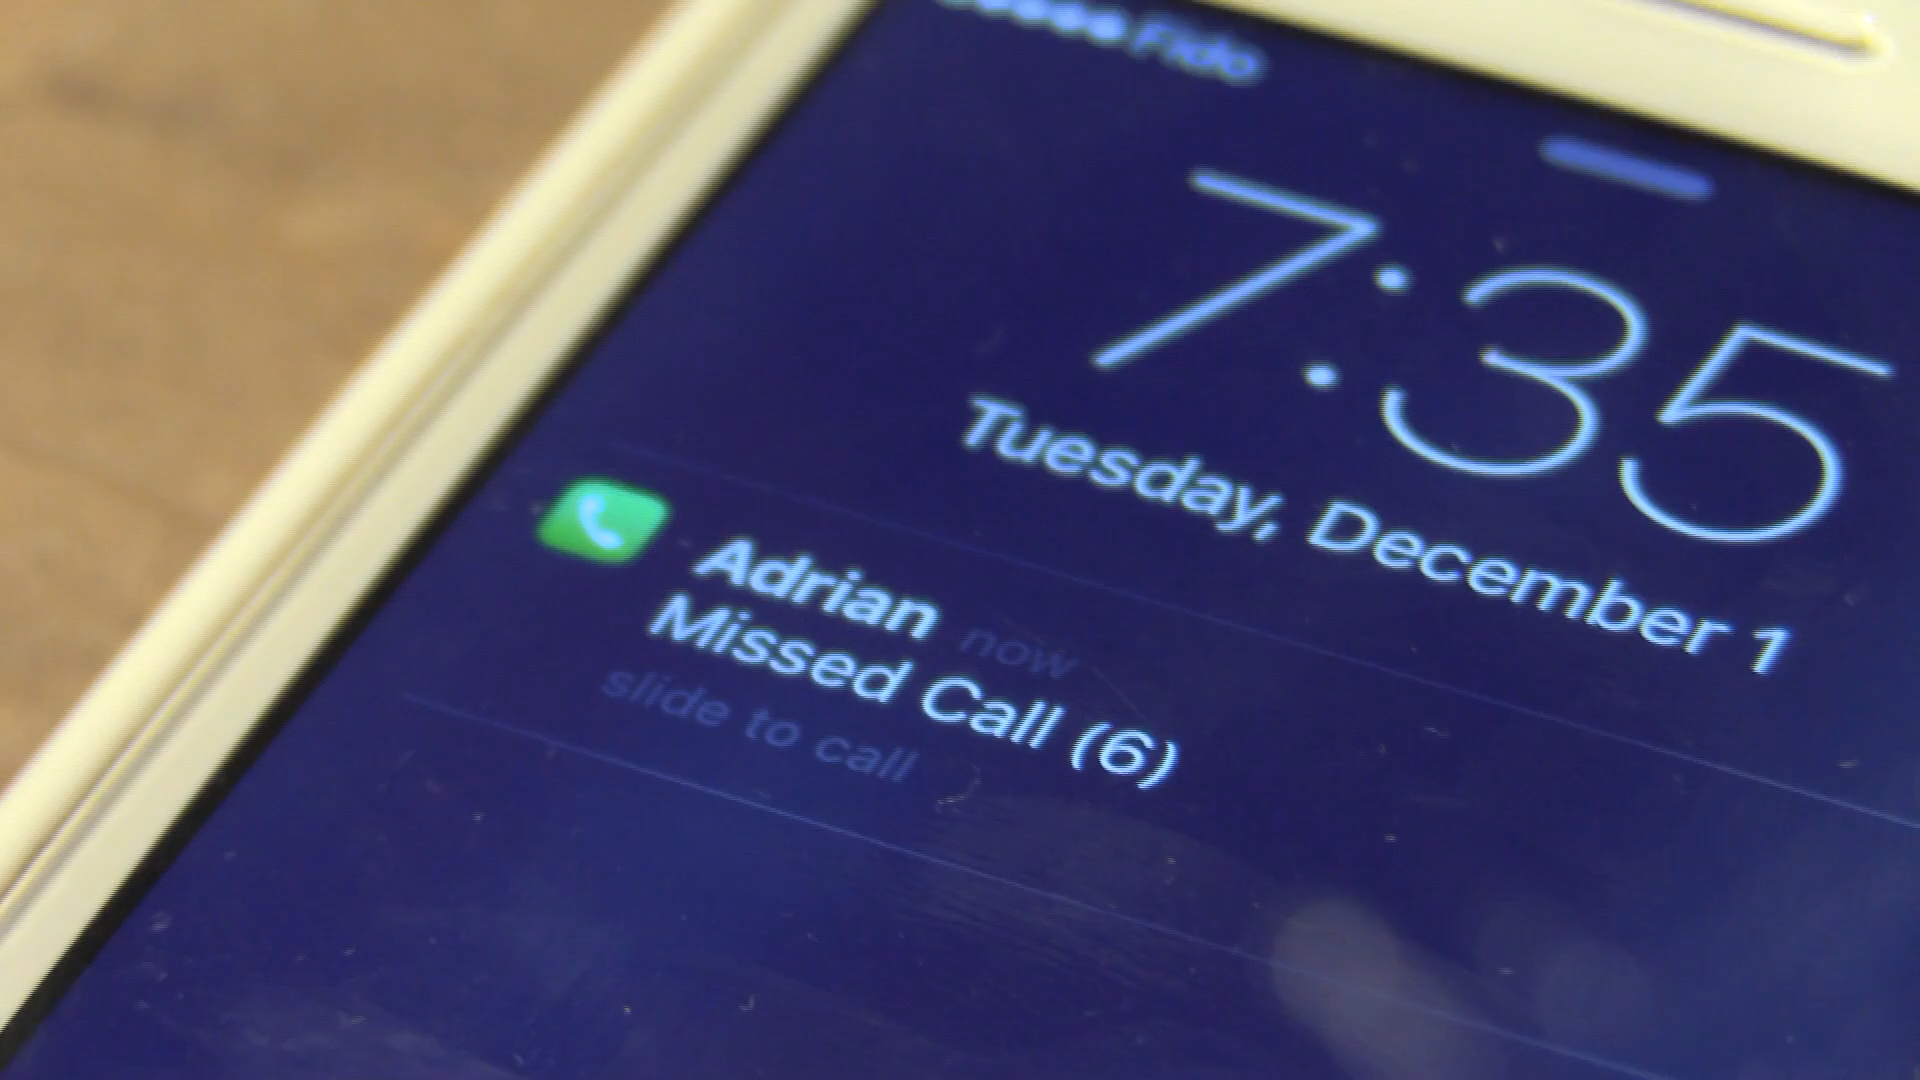 Fido
7:35
Tuesday, December 1
Adrian now
Missed Call (6)
slide to call